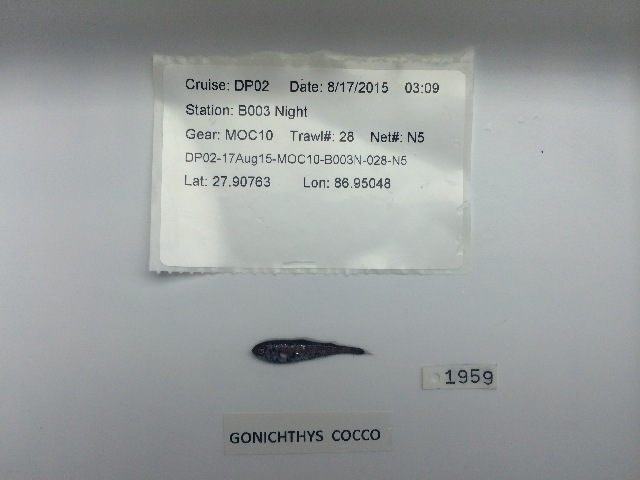 Cruise: DP02 Date: 8/17/2015 03:09
Station: B003 Night
Gear: MOC10 Trawl#: 28 Net#: N5
DP02-17Aug15-MOC10-B003N-028-N5
Lat: 27.90763 Lon: 86.95048
1959
GONICHTHYS COCCO